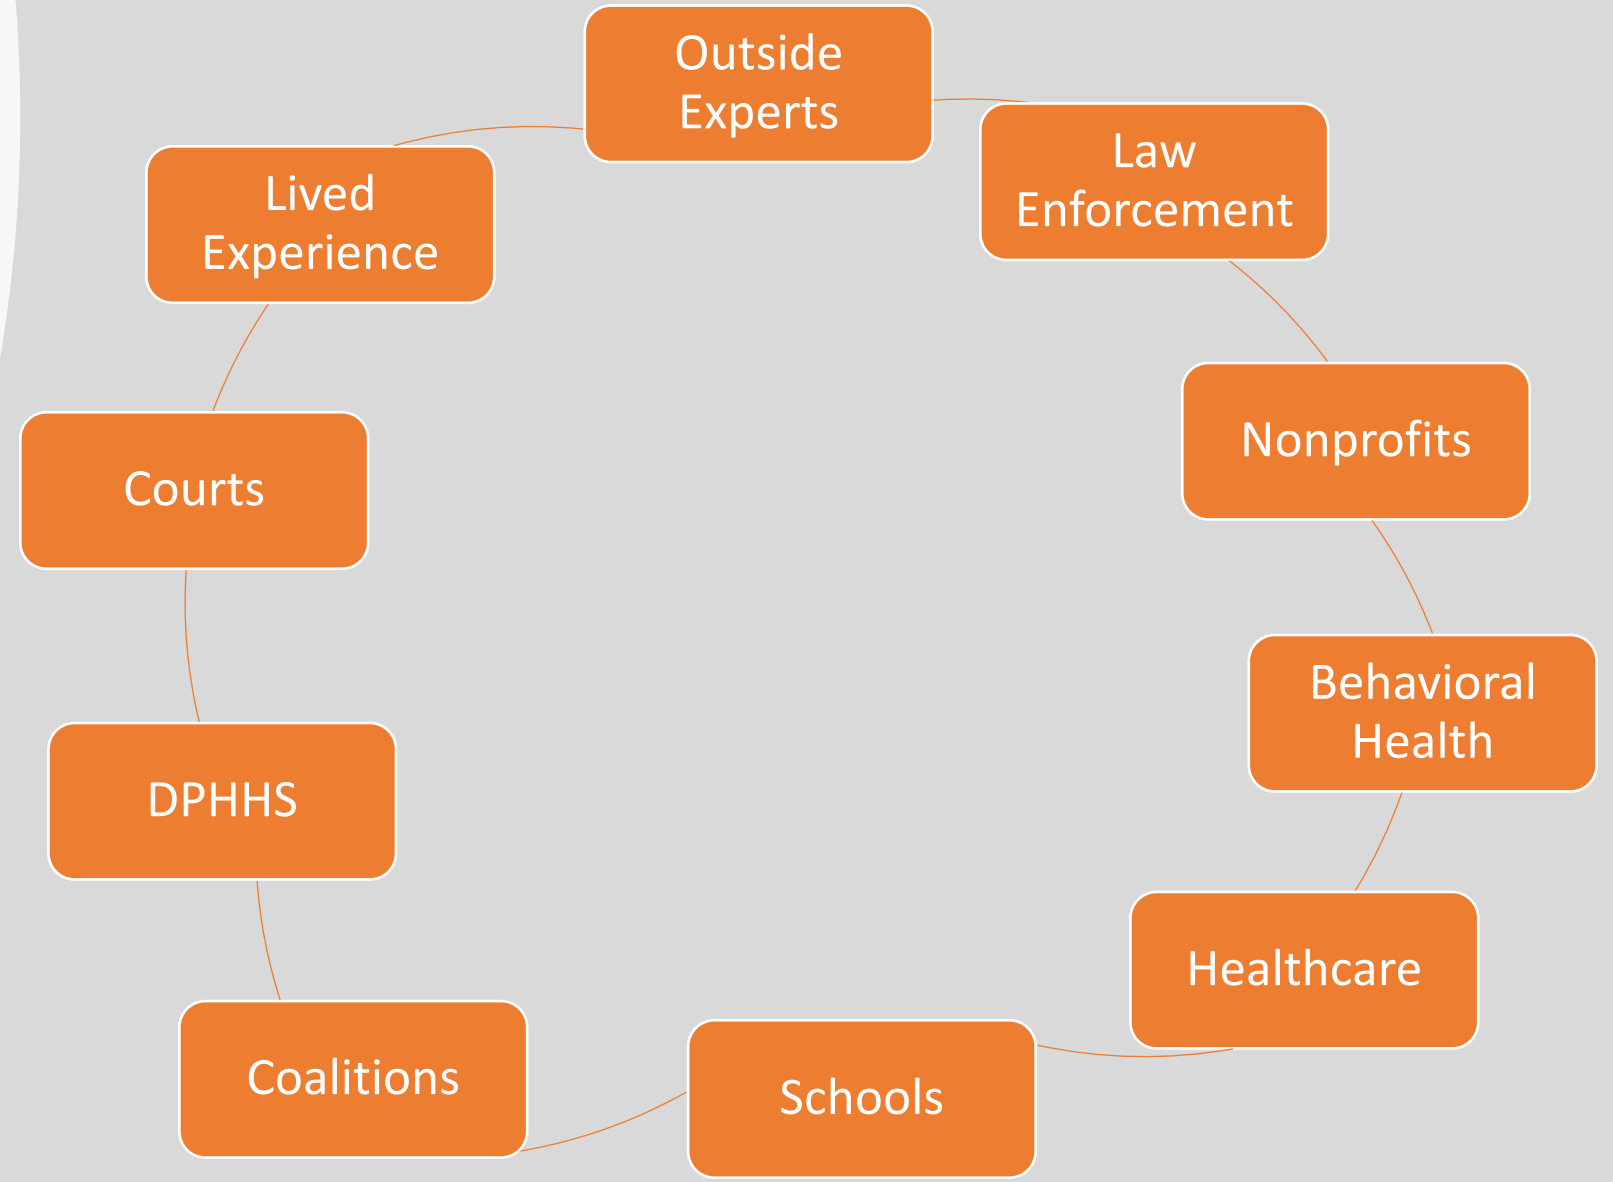 Outside
Experts
Law
Enforcement
Nonprofits
Behavioral
Health
Healthcare
Schools
Coalitions
DPHHS
Courts
Lived
Experience